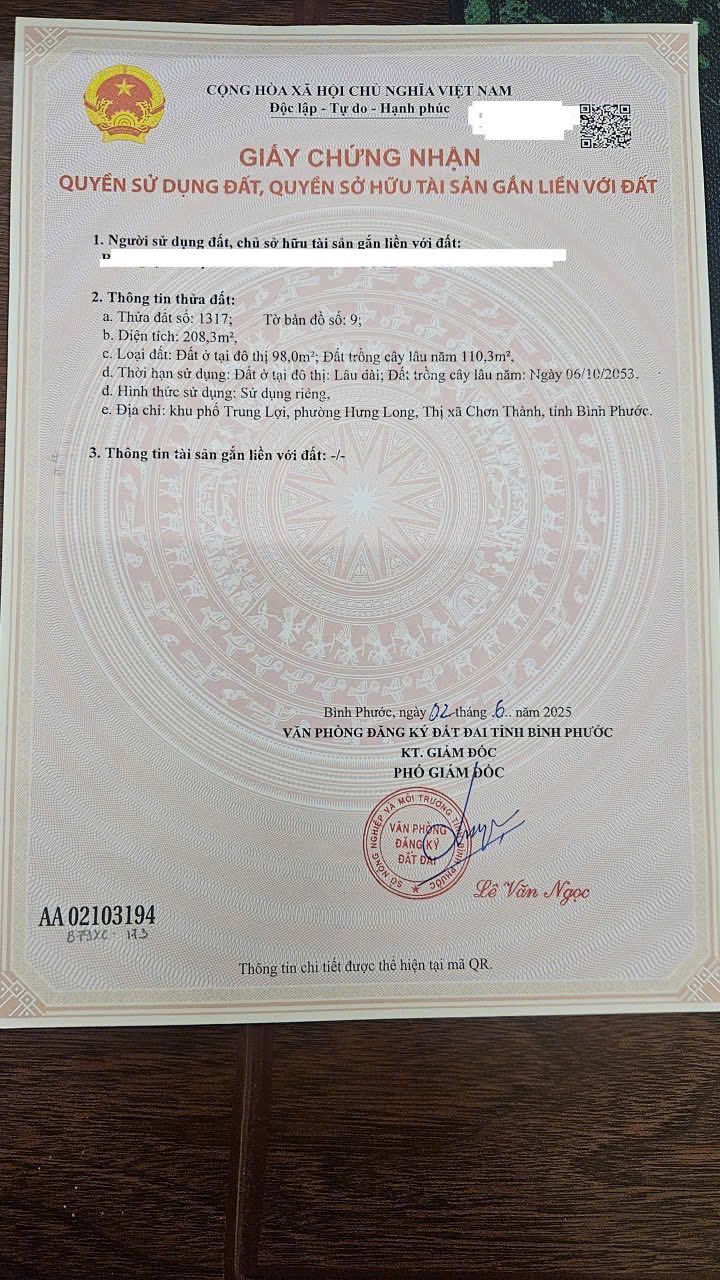 CỘNG HÒA XÃ HỘI CHỦ NGHĨA VIỆT NAM
Độc lập - Tự do - Hạnh phúc
GIẤY CHỨNG NHẬN
QUYỀN SỬ DỤNG ĐẤT, QUYỀN SỞ HỮU TÀI SẢN GẮN LIỀN VỚI ĐẤT
1. Người sử dụng đất, chủ sở hữu tài sản gắn liền với đất:
2. Thông tin thửa đất:
a. Thửa đất số: 1317; Tờ bản đồ số: 9;
b. Diện tích: 208,3m²,
c. Loại đất: Đất ở tại đô thị 98,0m²; Đất trồng cây lâu năm 110,3m²,
d. Thời hạn sử dụng: Đất ở tại đô thị: Lâu dài; Đất trồng cây lâu năm: Ngày 06/10/2053.
đ. Hình thức sử dụng: Sử dụng riêng,
e. Địa chỉ: khu phố Trung Lợi, phường Hưng Long, Thị xã Chơn Thành, tỉnh Bình Phước.
3. Thông tin tài sản gắn liền với đất: -/-
Bình Phước, ngày 02 tháng 6 năm 2025
VĂN PHÒNG ĐĂNG KÝ ĐẤT ĐAI TỈNH BÌNH PHƯỚC
KT. GIÁM ĐỐC
PHÓ GIÁM ĐỐC
SỞ NÔNG NGHIỆP VÀ MÔI TRƯỜNG TỈNH BÌNH PHƯỚC
VĂN PHÒNG
ĐĂNG KÝ
ĐẤT ĐAI
Lê Văn Ngọc
AA 02103194
Thông tin chi tiết được thể hiện tại mã QR.